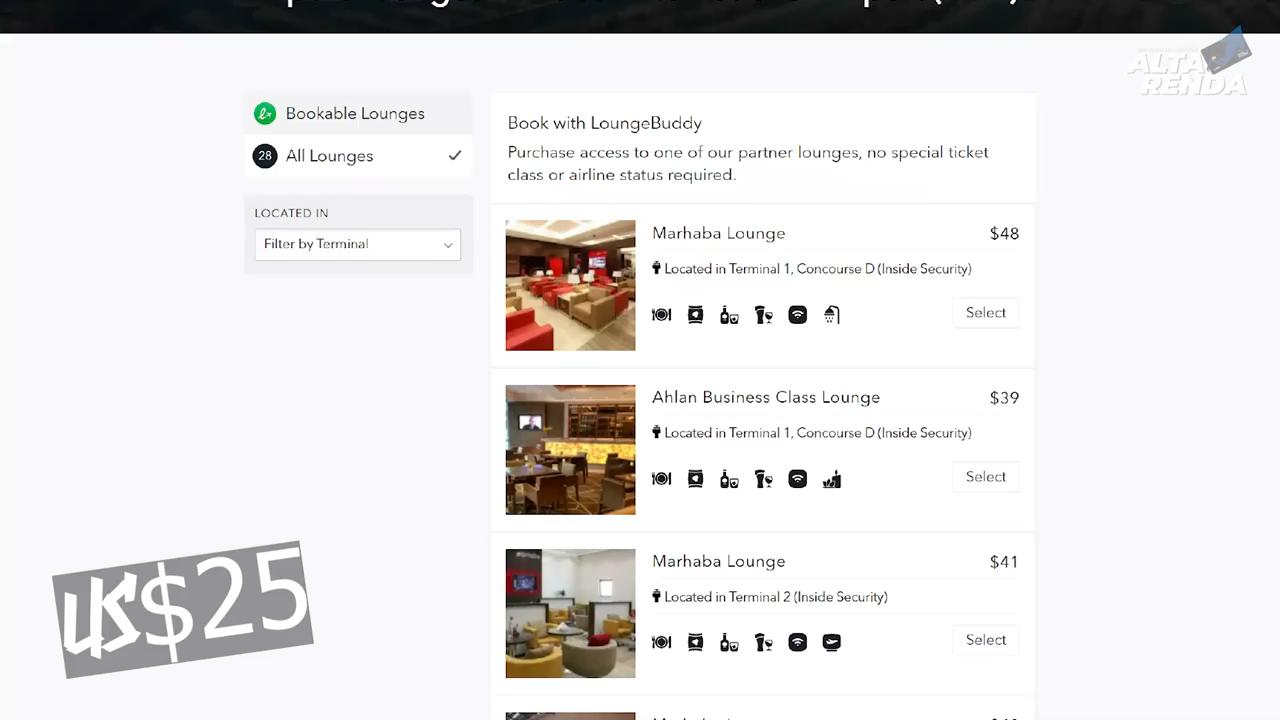 ALTA
RENDA
Bookable Lounges
28 All Lounges
LOCATED IN
Filter by Terminal
Book with LoungeBuddy
Purchase access to one of our partner lounges, no special ticket
class or airline status required.
Marhaba Lounge $48
Located in Terminal 1, Concourse D (Inside Security)
Select
Ahlan Business Class Lounge $39
Located in Terminal 1, Concourse D (Inside Security)
Select
Marhaba Lounge $41
Located in Terminal 2 (Inside Security)
Select
US$25